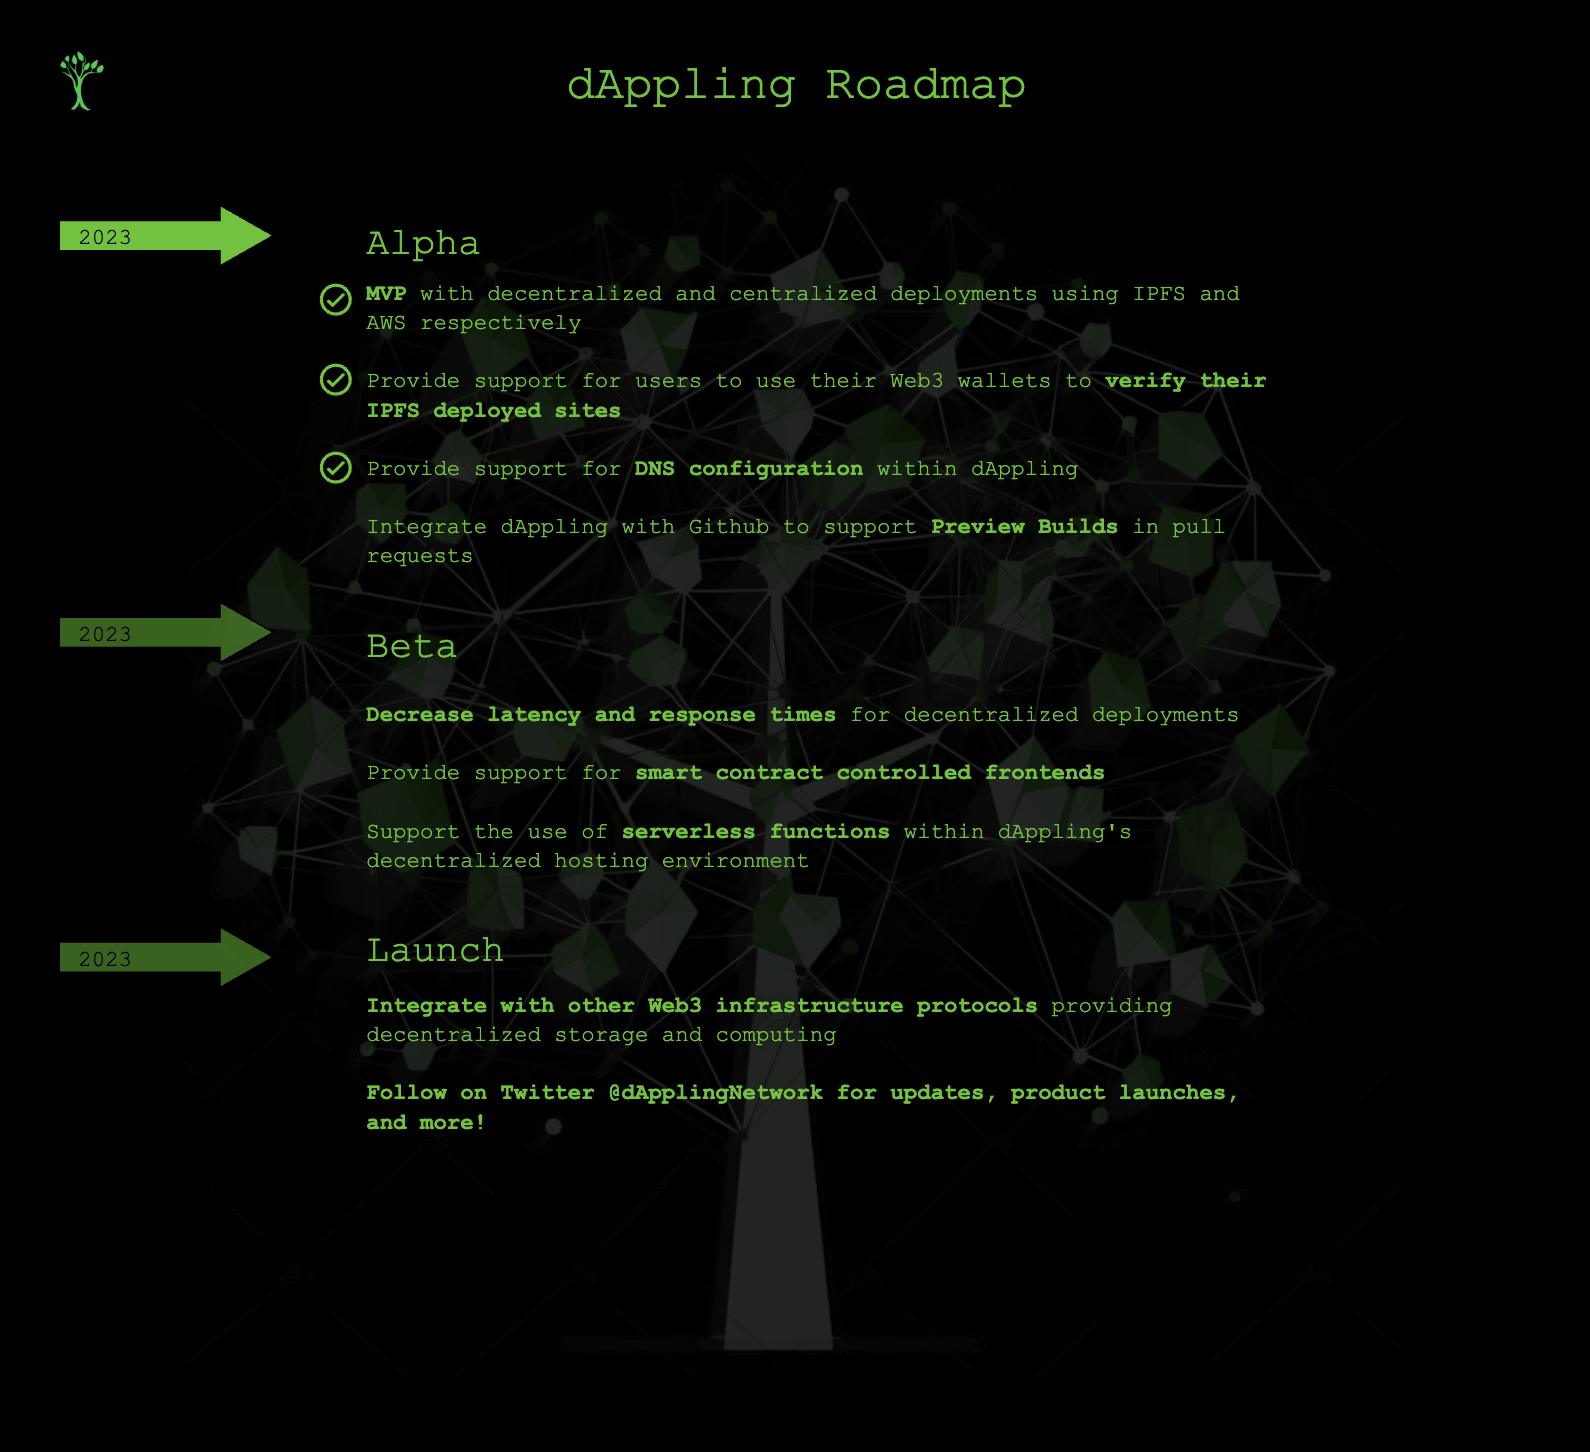 dAppling Roadmap
2023
Alpha
MVP with decentralized and centralized deployments using IPFS and
AWS respectively
Provide support for users to use their Web3 wallets to verify their
IPFS deployed sites
Provide support for DNS configuration within dAppling
Integrate dAppling with Github to support Preview Builds in pull
requests
2023
Beta
Decrease latency and response times for decentralized deployments
Provide support for smart contract controlled frontends
Support the use of serverless functions within dAppling's
decentralized hosting environment
2023
Launch
Integrate with other Web3 infrastructure protocols providing
decentralized storage and computing
Follow on Twitter @dApplingNetwork for updates, product launches,
and more!